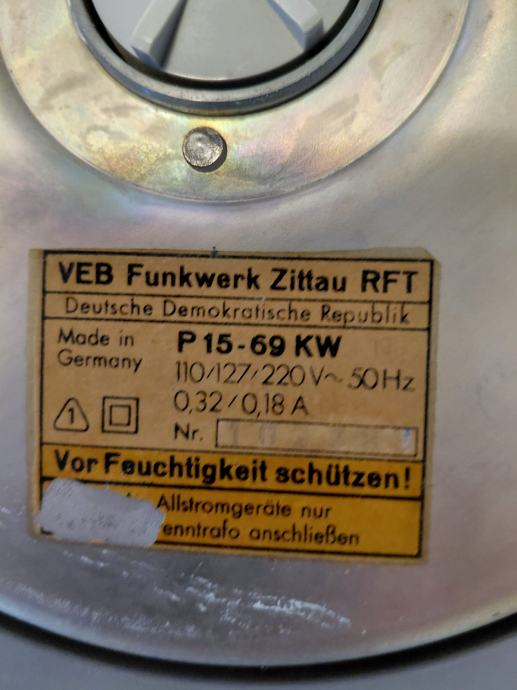 VEB Funkwerk Zittau RFT
Deutsche Demokratische Republik
Made in
Germany
P 15-69 KW
110/127/220 V~ 50 Hz
0,32/0,18 A
1
Nr.
Vor Feuchtigkeit schützen!
Allstromgeräte nur
anschließen